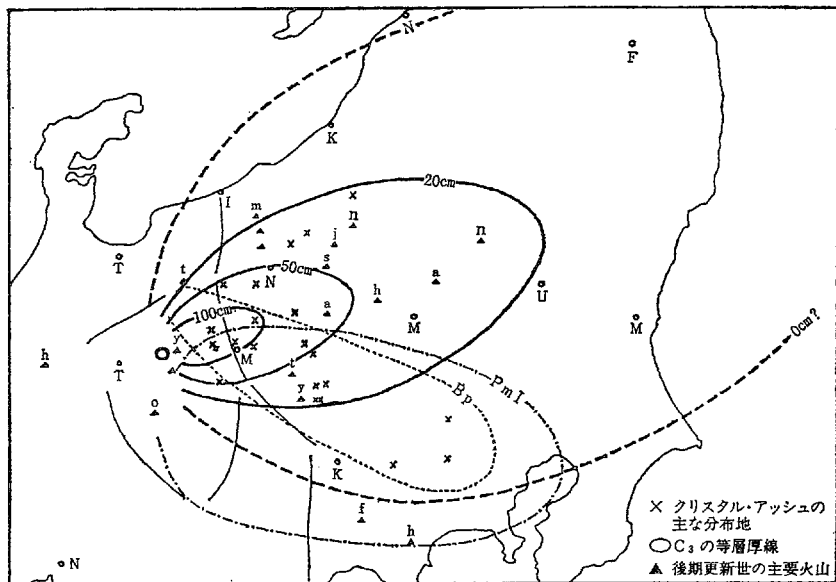 N
F
K
20cm
I
m
n
j
n
T
t
N
50cm
s
a
h
a
U
100cm
M
M
y
M
0cm?
h
T
t
PmI
Bp
y
o
K
f
h
N
× クリスタル・アッシュの
主な分布地
C₃の等層厚線
▲ 後期更新世の主要火山